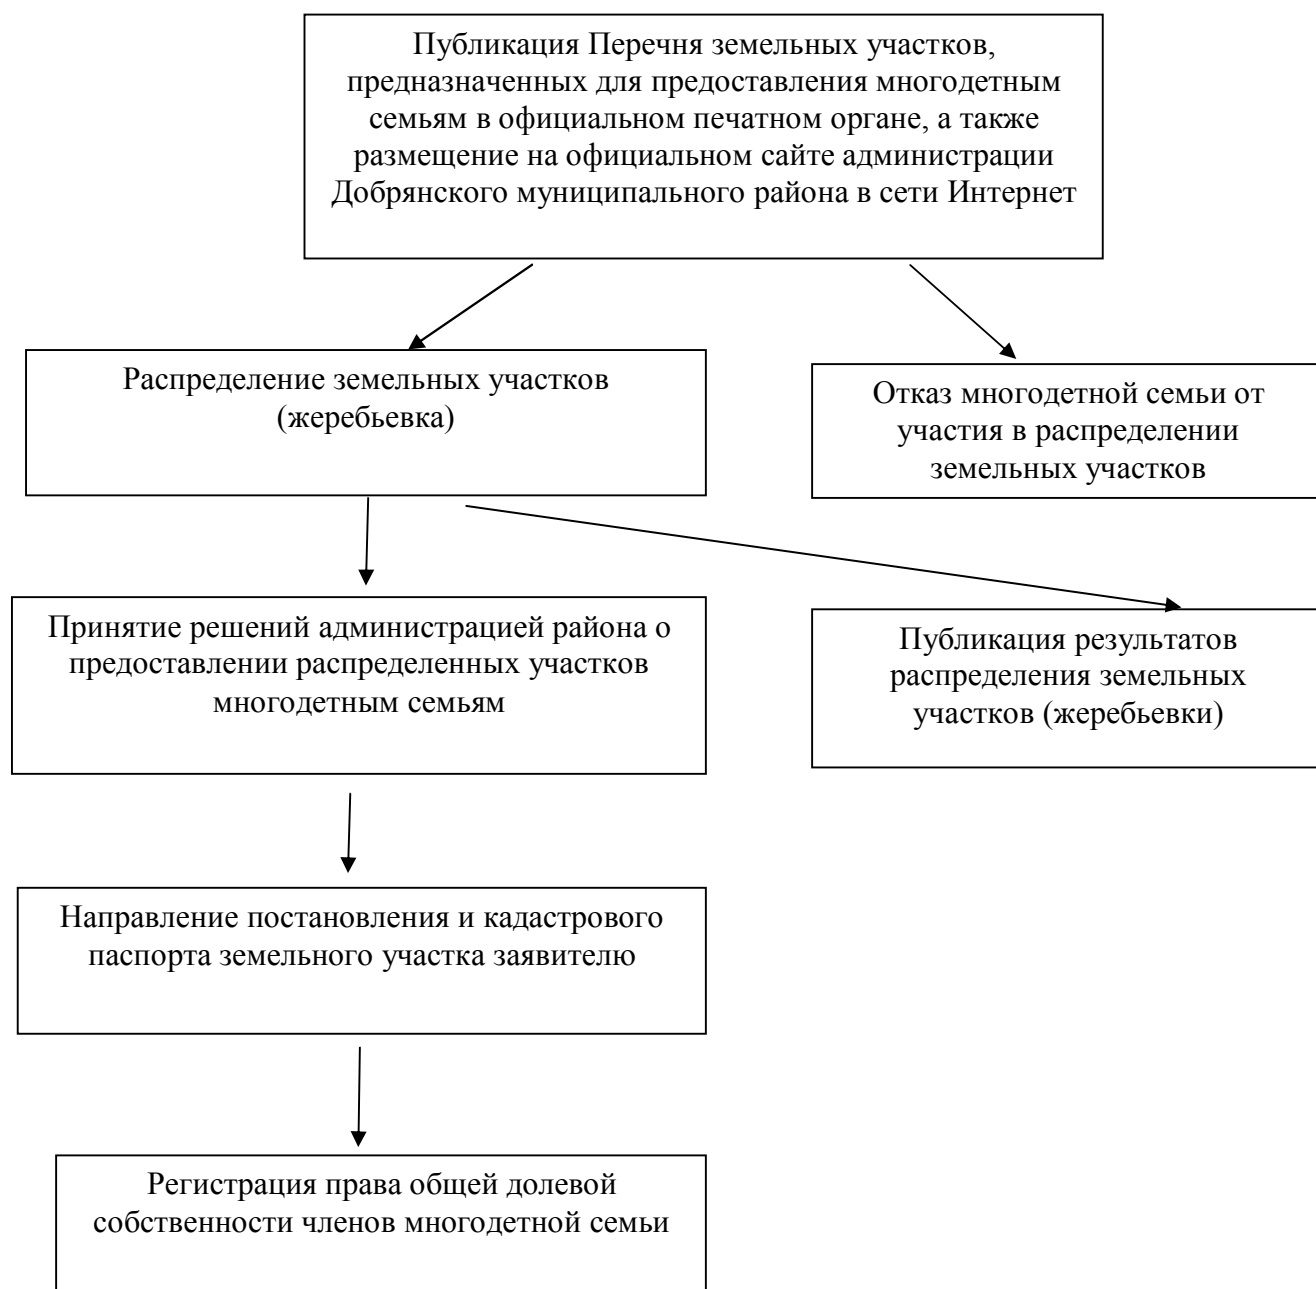 Публикация Перечня земельных участков,
предназначенных для предоставления многодетным
семьям в официальном печатном органе, а также
размещение на официальном сайте администрации
Добрянского муниципального района в сети Интернет
Распределение земельных участков
(жеребьевка)
Отказ многодетной семьи от
участия в распределении
земельных участков
Принятие решений администрацией района о
предоставлении распределенных участков
многодетным семьям
Публикация результатов
распределения земельных
участков (жеребьевки)
Направление постановления и кадастрового
паспорта земельного участка заявителю
Регистрация права общей долевой
собственности членов многодетной семьи